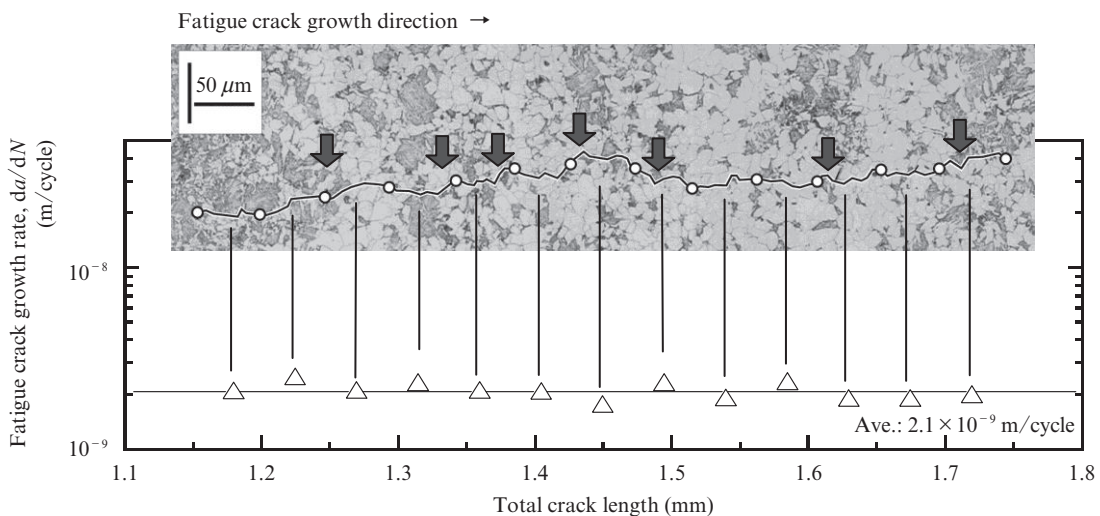 Fatigue crack growth direction →
50 μm
Fatigue crack growth rate, da/dN
(m/cycle)
10⁻⁸
10⁻⁹
Ave.: 2.1 × 10⁻⁹ m/cycle
1.1 1.2 1.3 1.4 1.5 1.6 1.7 1.8
Total crack length (mm)